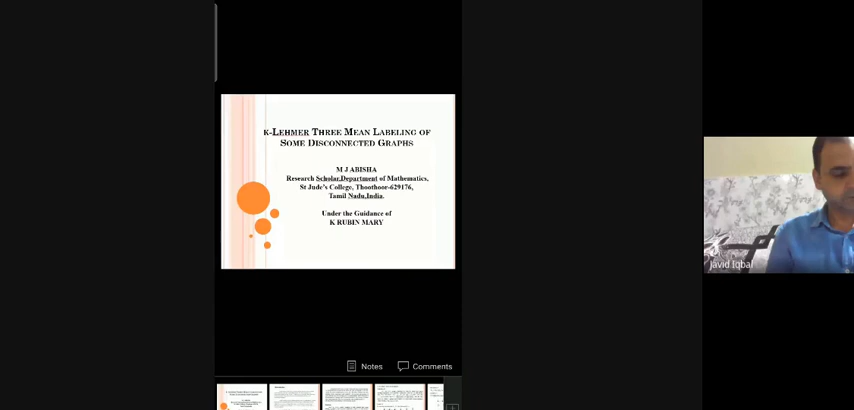 K-LEHMER THREE MEAN LABELING OF
SOME DISCONNECTED GRAPHS
M J ABISHA
Research Scholar,Department of Mathematics,
St Jude's College, Thoothoor-629176,
Tamil Nadu,India.
Under the Guidance of
K RUBIN MARY
Javid Iqbal
Notes
Comments